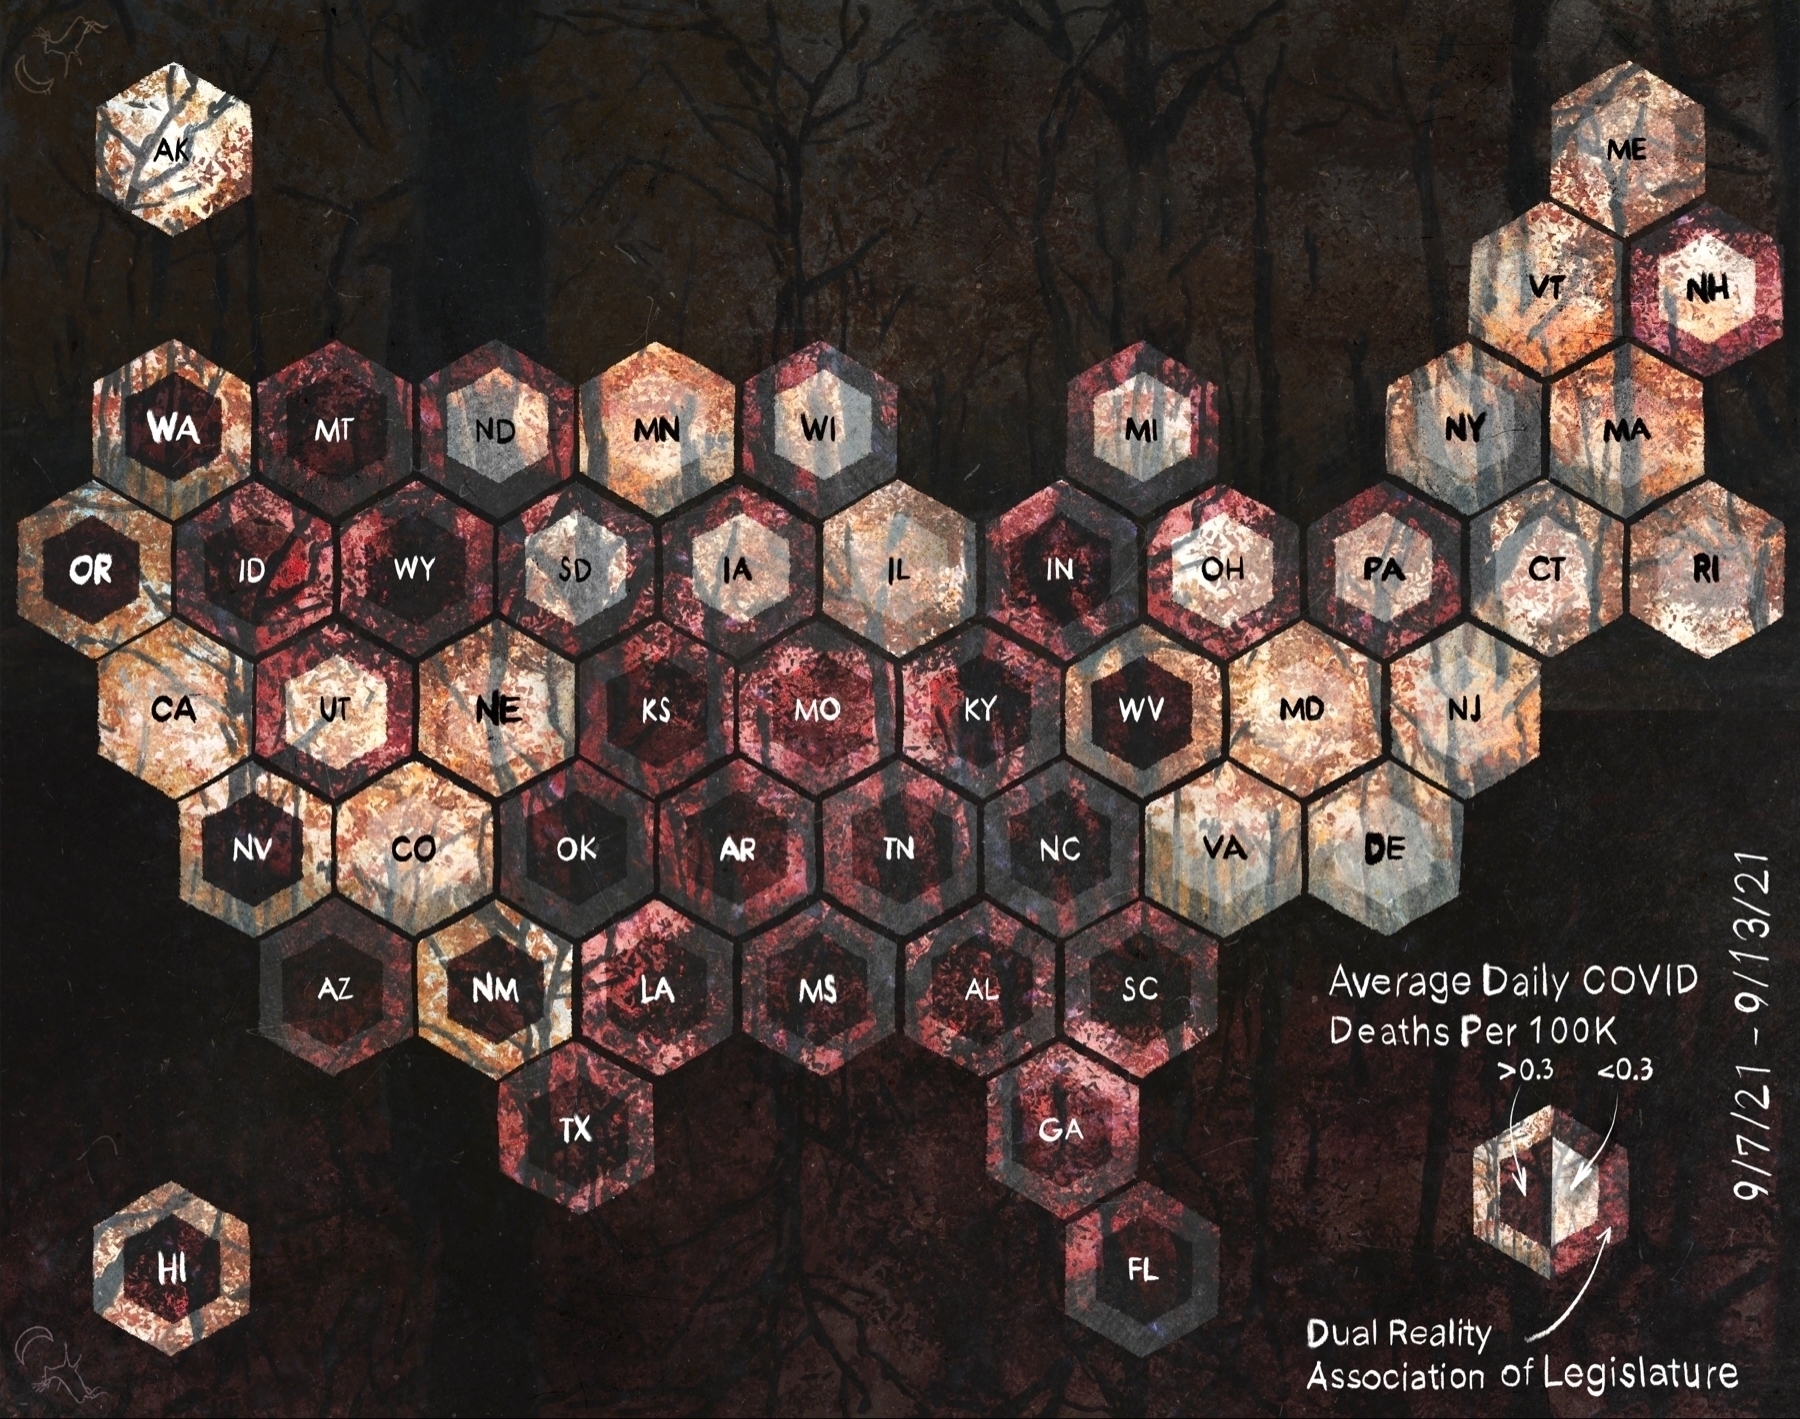 AK
ME
VT
NH
WA
MT
ND
MN
WI
MI
NY
MA
OR
ID
WY
SD
IA
IL
IN
OH
PA
CT
RI
CA
UT
NE
KS
MO
KY
WV
MD
NJ
NV
CO
OK
AR
TN
NC
VA
DE
AZ
NM
LA
MS
AL
SC
TX
GA
HI
FL
Average Daily COVID
Deaths Per 100K
>0.3 <0.3
Dual Reality
Association of Legislature
9/7/21 - 9/13/21